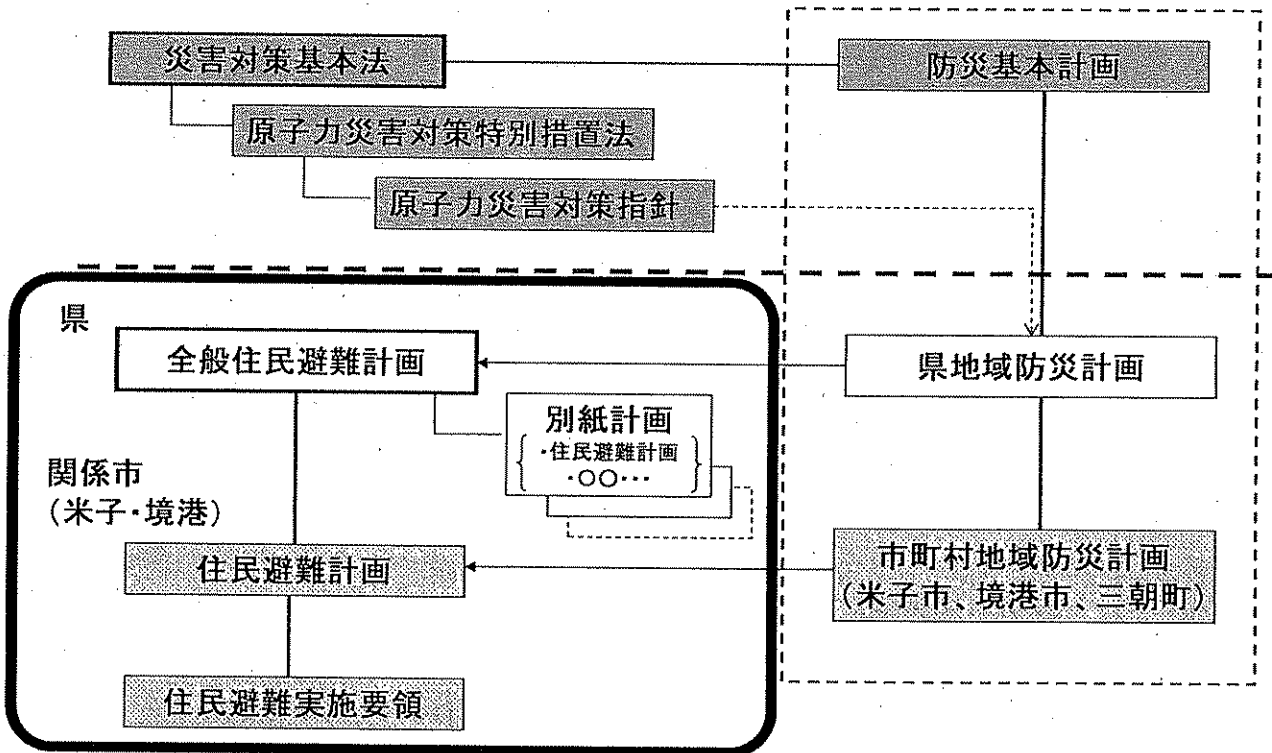 災害対策基本法
防災基本計画
原子力災害対策特別措置法
原子力災害対策指針
県
全般住民避難計画
県地域防災計画
別紙計画
・住民避難計画
・○○・・・
関係市
(米子・境港)
住民避難計画
市町村地域防災計画
(米子市、境港市、三朝町)
住民避難実施要領